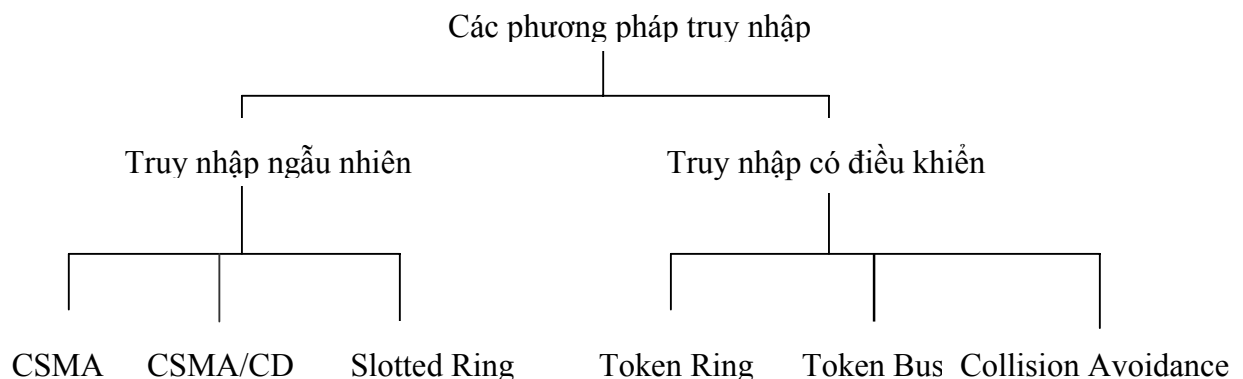 Các phương pháp truy nhập
Truy nhập ngẫu nhiên Truy nhập có điều khiển
CSMA CSMA/CD Slotted Ring Token Ring Token Bus Collision Avoidance